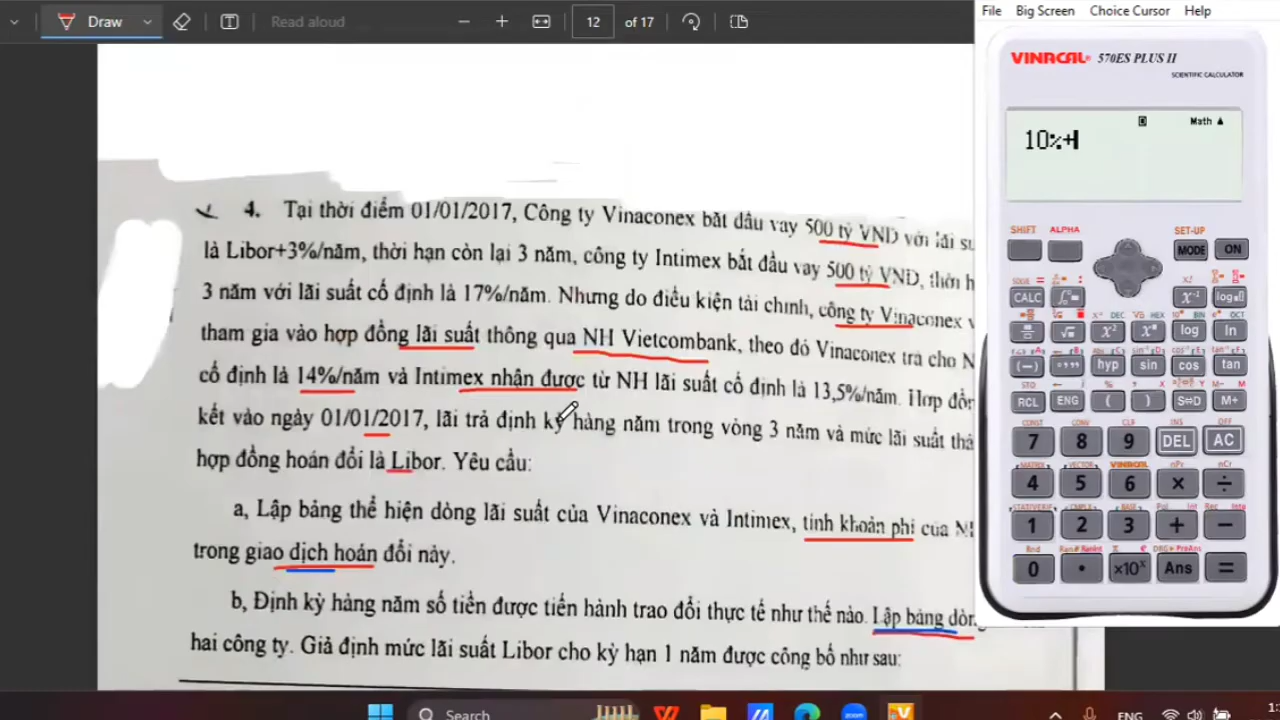 Draw
Read aloud
12
of 17
File Big Screen Choice Cursor Help
VINACAL 570ES PLUS II
SCIENTIFIC CALCULATOR
D Math ▲
10%+
SHIFT ALPHA SET-UP
MODE ON
CALC
log
ln
hyp sin cos tan
RCL ENG ( ) S⇔D M+
7 8 9 DEL AC
4 5 6 × ÷
1 2 3 + −
0 • ×10ˣ Ans =
4. Tại thời điểm 01/01/2017, Công ty Vinaconex bắt đầu vay 500 tỷ VND với lãi
là Libor+3%/năm, thời hạn còn lại 3 năm, công ty Intimex bắt đầu vay 500 tỷ VND, thời
3 năm với lãi suất cố định là 17%/năm. Nhưng do điều kiện tài chính, công ty Vinaconex
tham gia vào hợp đồng lãi suất thông qua NH Vietcombank, theo đó Vinaconex trả cho
cố định là 14%/năm và Intimex nhận được từ NH lãi suất cố định là 13,5%/năm. Hợp
kết vào ngày 01/01/2017, lãi trả định kỳ hàng năm trong vòng 3 năm và mức lãi suất
hợp đồng hoán đổi là Libor. Yêu cầu:
a, Lập bảng thể hiện dòng lãi suất của Vinaconex và Intimex, tính khoản phí của
trong giao dịch hoán đổi này.
b, Định kỳ hàng năm số tiền được tiến hành trao đổi thực tế như thế nào. Lập bảng
hai công ty. Giả định mức lãi suất Libor cho kỳ hạn 1 năm được công bố như sau:
Search
zoom
ENG